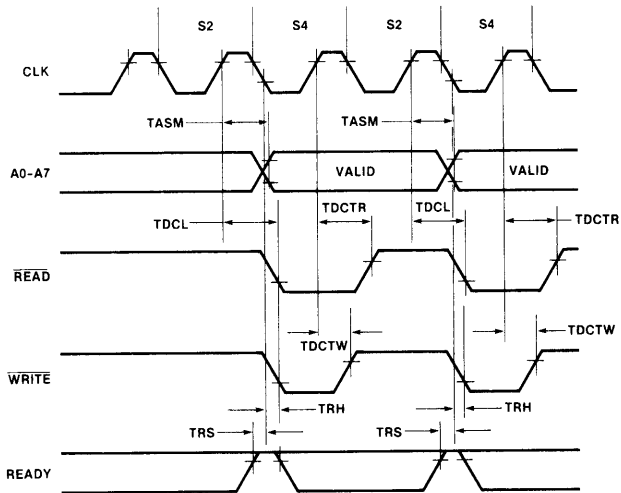 S2 S4 S2 S4
CLK
TASM TASM
A0-A7 VALID VALID
TDCL TDCTR TDCL TDCTR
READ
TDCTW TDCTW
WRITE
TRH TRH
TRS TRS
READY